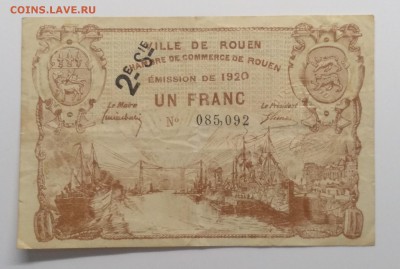 COINS.LAVE.RU
2E Sie
VILLE DE ROUEN
CHAMBRE DE COMMERCE DE ROUEN
ÉMISSION DE 1920
Le Maire
UN FRANC
Le Président
No 085,092